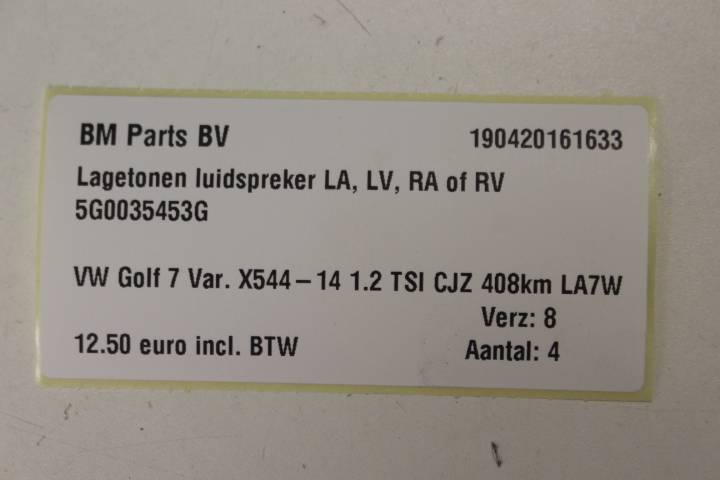 BM Parts BV 190420161633
Lagetonen luidspreker LA, LV, RA of RV
5G0035453G
VW Golf 7 Var. X544-14 1.2 TSI CJZ 408km LA7W
Verz: 8
12.50 euro incl. BTW Aantal: 4